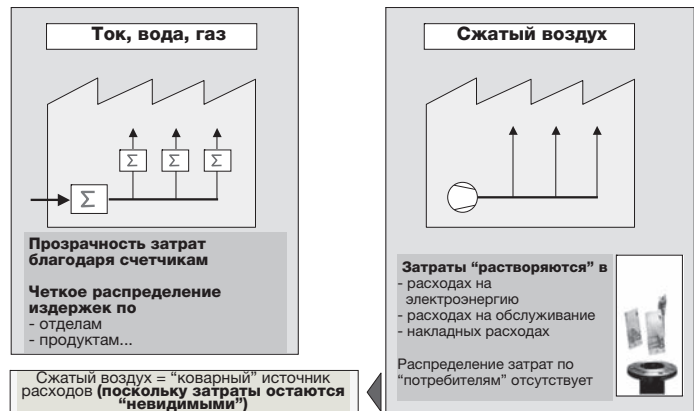 Ток, вода, газ
Σ
Σ
Σ
Σ
Прозрачность затрат
благодаря счетчикам
Четкое распределение
издержек по
- отделам
- продуктам...
Сжатый воздух
Затраты “растворяются” в
- расходах на
электроэнергию
- расходах на обслуживание
- накладных расходах
Распределение затрат по
“потребителям” отсутствует
Сжатый воздух = “коварный” источник
расходов (поскольку затраты остаются
“невидимыми”)